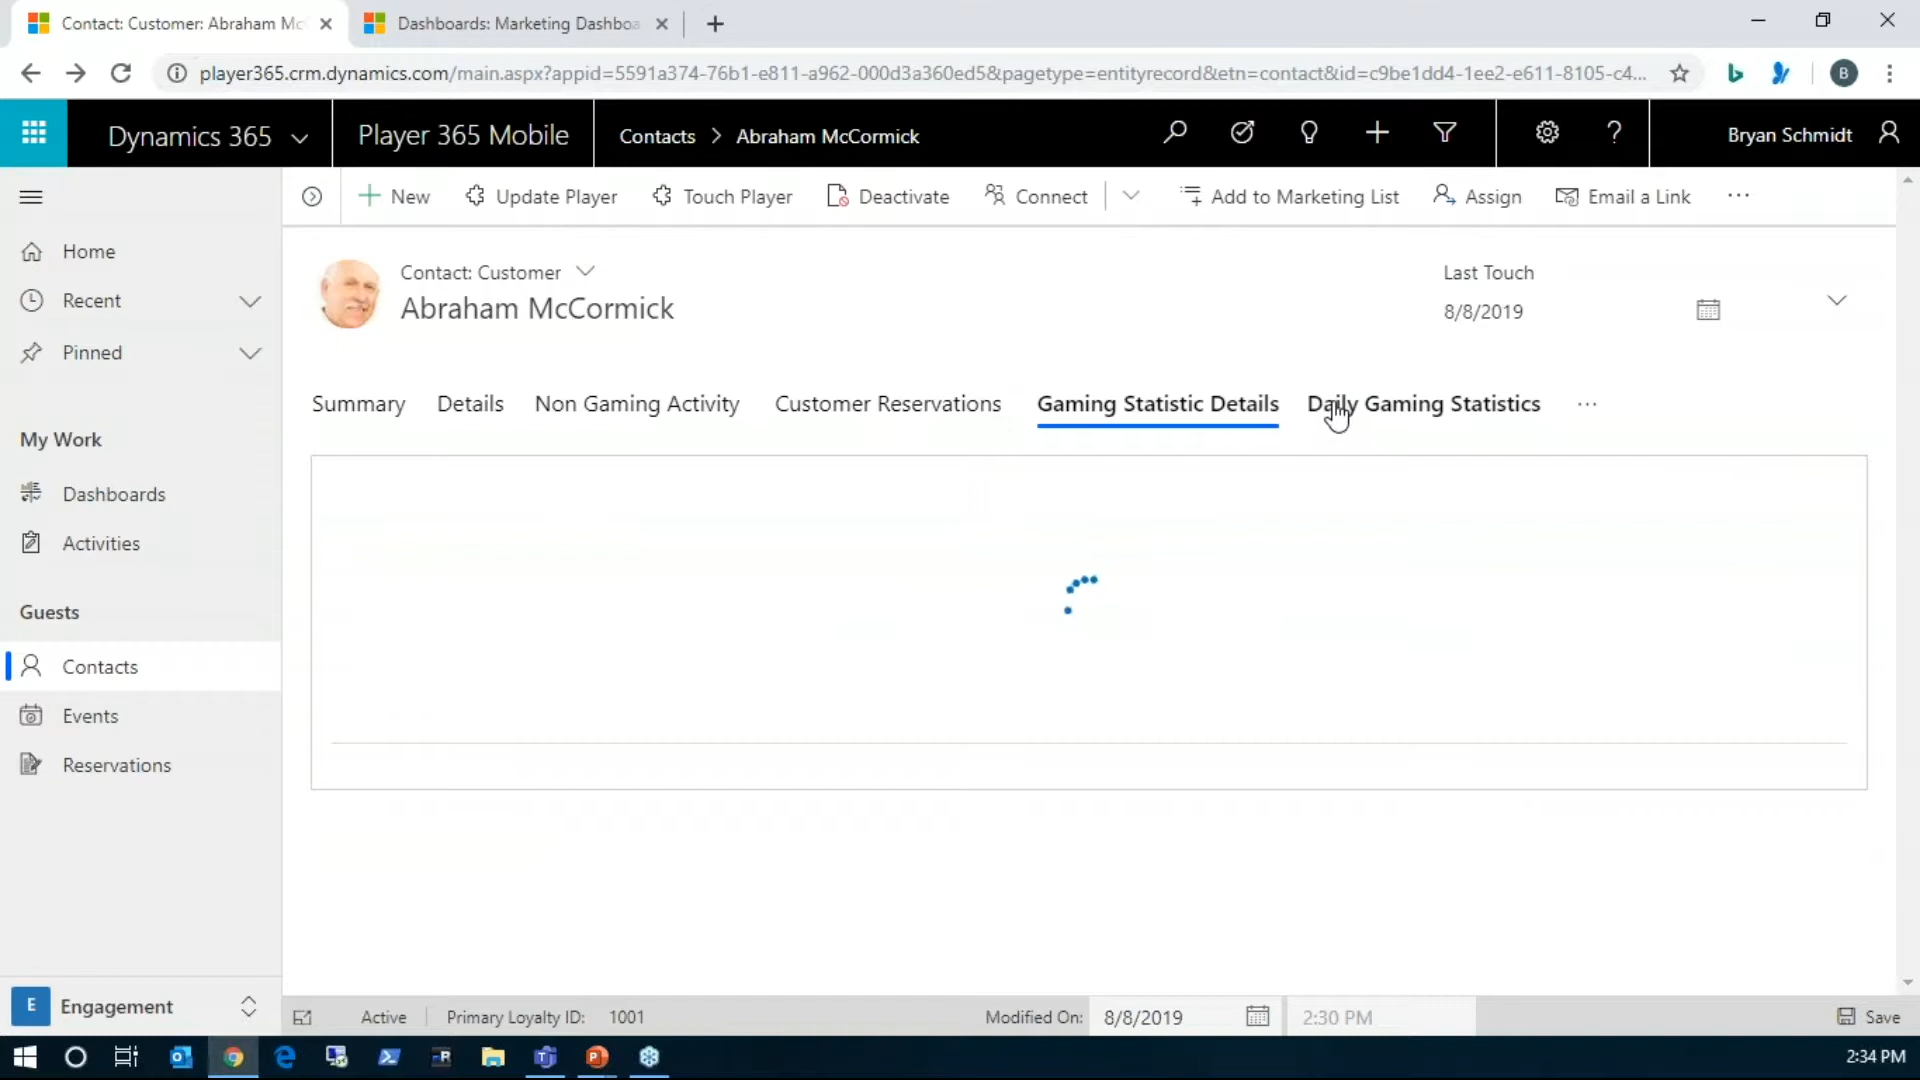 Contact: Customer: Abraham Mc
Dashboards: Marketing Dashboa
player365.crm.dynamics.com/main.aspx?appid=5591a374-76b1-e811-a962-000d3a360ed5&pagetype=entityrecord&etn=contact&id=c9be1dd4-1ee2-e611-8105-c4...
B
Dynamics 365
Player 365 Mobile
Contacts > Abraham McCormick
Bryan Schmidt
New
Update Player
Touch Player
Deactivate
Connect
Add to Marketing List
Assign
Email a Link
Home
Recent
Pinned
My Work
Dashboards
Activities
Guests
Contacts
Events
Reservations
E Engagement
Contact: Customer
Abraham McCormick
Last Touch
8/8/2019
Summary
Details
Non Gaming Activity
Customer Reservations
Gaming Statistic Details
Daily Gaming Statistics
Active
Primary Loyalty ID: 1001
Modified On: 8/8/2019 2:30 PM
Save
2:34 PM